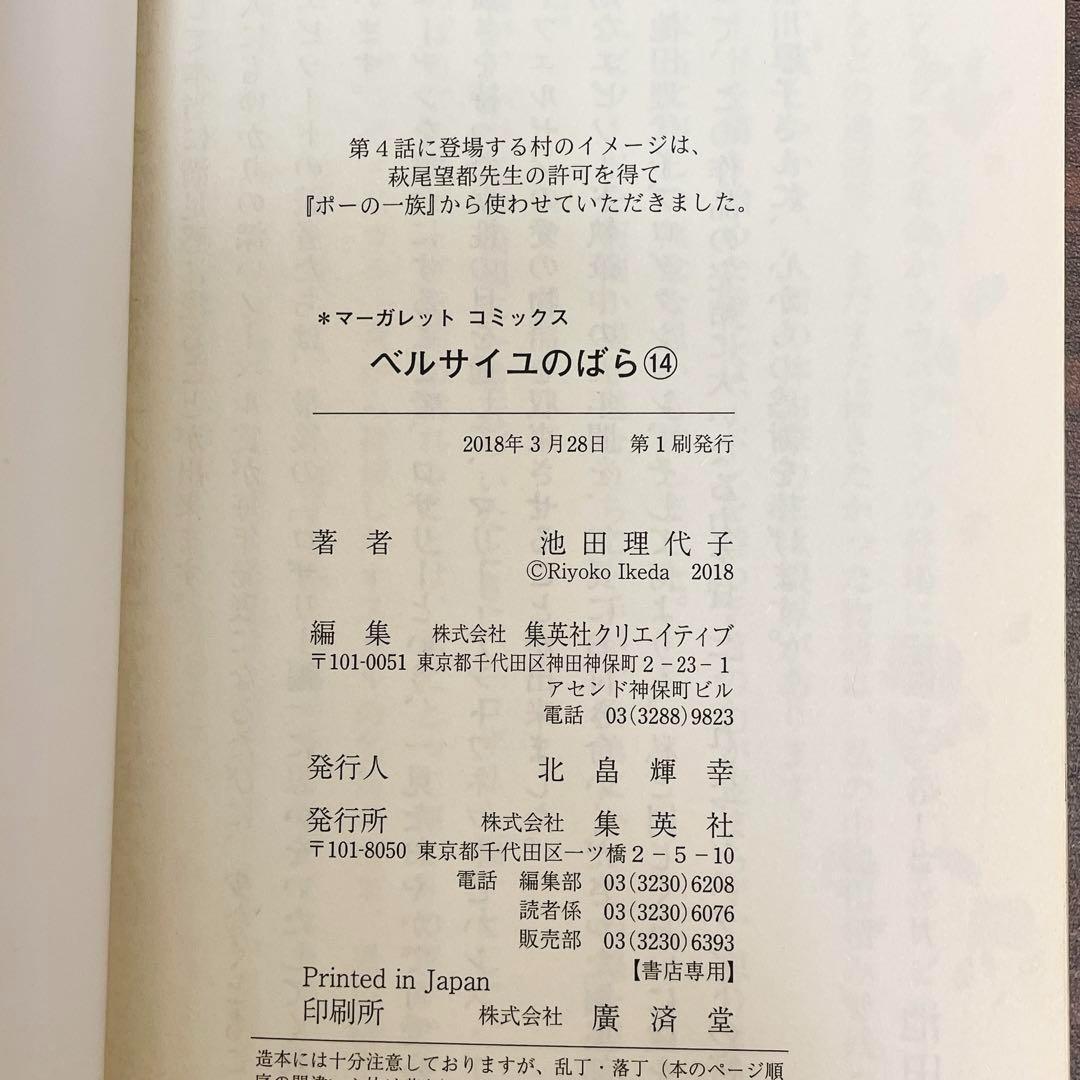 第４話に登場する村のイメージは、
萩尾望都先生の許可を得て
『ポーの一族』から使わせていただきました。
＊マーガレット コミックス
ベルサイユのばら⑭
2018年３月28日　第１刷発行
著　者　池田理代子
©Riyoko Ikeda　2018
編　集　株式会社　集英社クリエイティブ
〒101-0051 東京都千代田区神田神保町２－23－１
アセンド神保町ビル
電話　03(3288)9823
発行人　北畠輝幸
発行所　株式会社　集英社
〒101-8050 東京都千代田区一ツ橋２－５－10
電話　編集部　03(3230)6208
読者係　03(3230)6076
販売部　03(3230)6393
【書店専用】
Printed in Japan
印刷所　株式会社　廣済堂
造本には十分注意しておりますが、乱丁・落丁（本のページ順